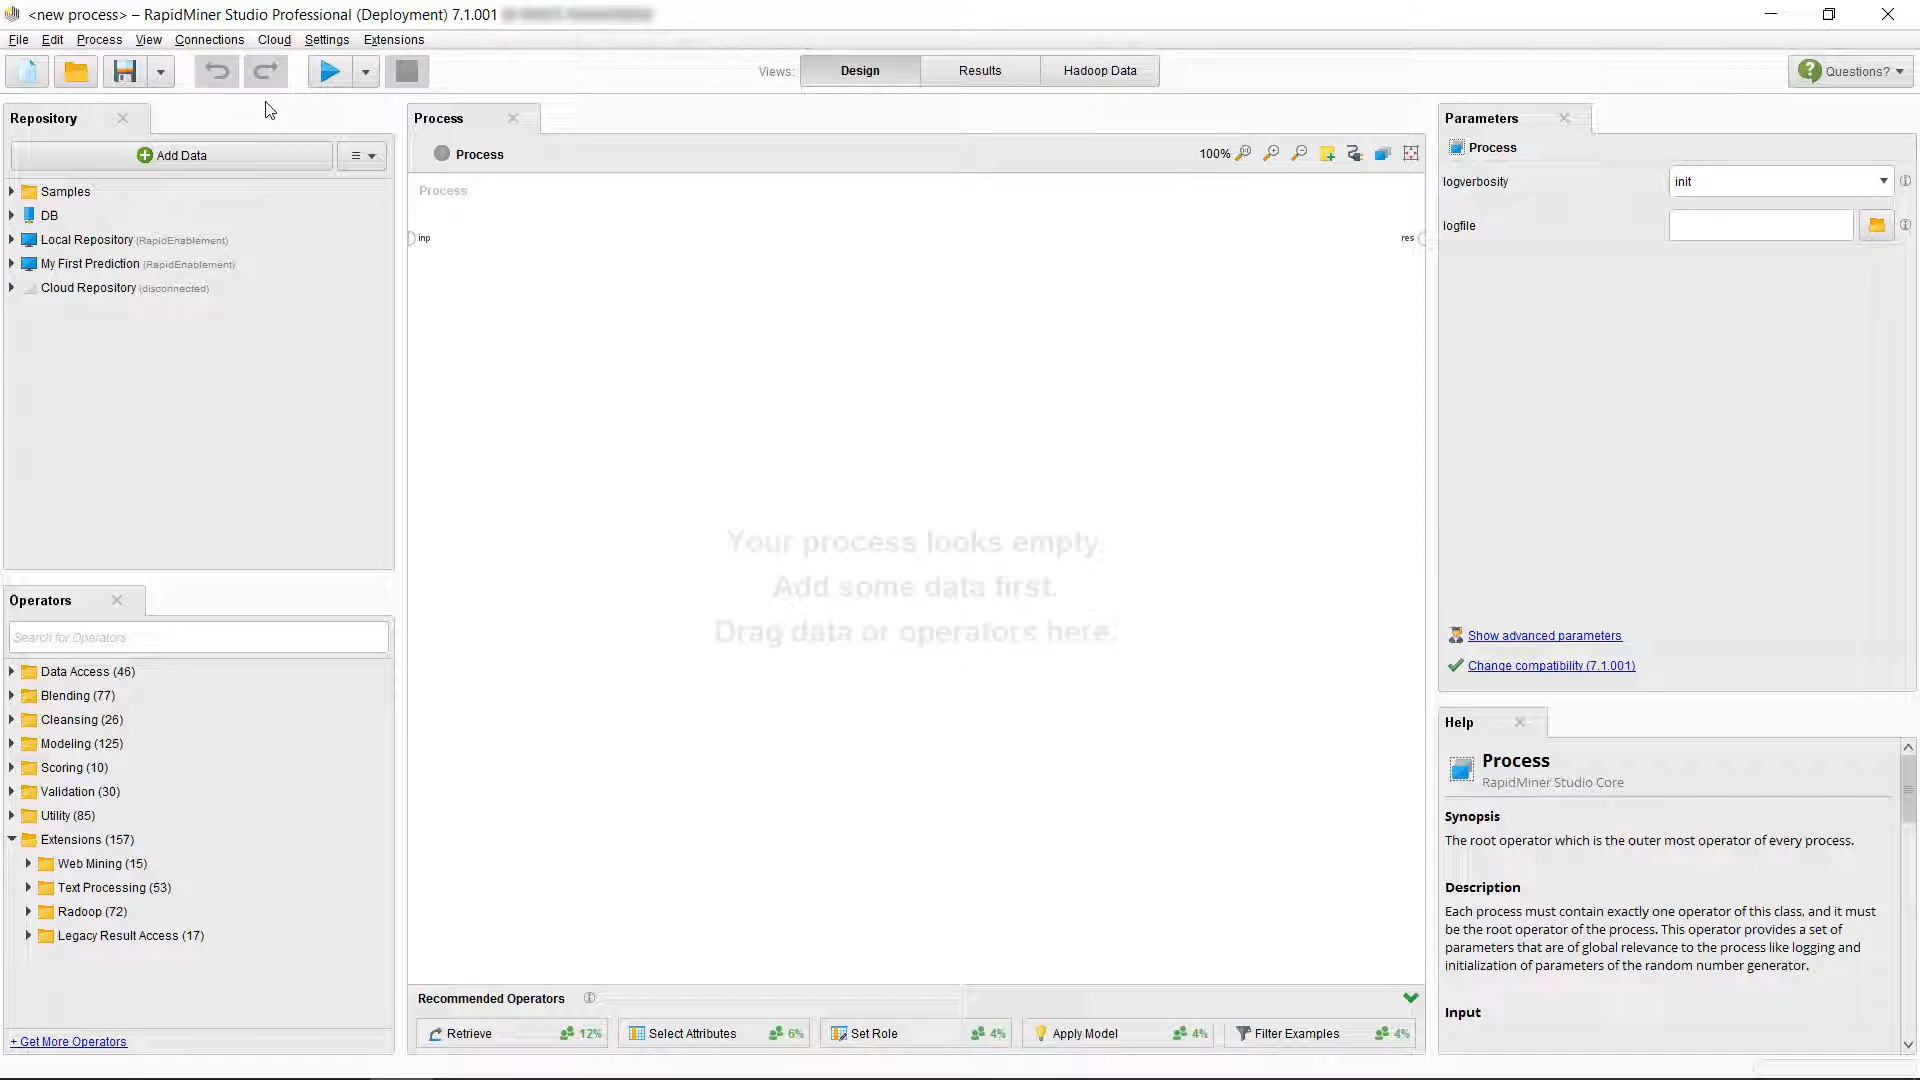 <new process> – RapidMiner Studio Professional (Deployment) 7.1.001
File Edit Process View Connections Cloud Settings Extensions
Views: Design Results Hadoop Data
Questions?
Repository
Add Data
Samples
DB
Local Repository (RapidEnablement)
My First Prediction (RapidEnablement)
Cloud Repository (disconnected)
Operators
Search for Operators
Data Access (46)
Blending (77)
Cleansing (26)
Modeling (125)
Scoring (10)
Validation (30)
Utility (85)
Extensions (157)
Web Mining (15)
Text Processing (53)
Radoop (72)
Legacy Result Access (17)
+ Get More Operators
Process
Process
100%
Process
inp
res
Your process looks empty.
Add some data first.
Drag data or operators here.
Recommended Operators
Retrieve 12%
Select Attributes 6%
Set Role 4%
Apply Model 4%
Filter Examples 4%
Parameters
Process
logverbosity
init
logfile
Show advanced parameters
Change compatibility (7.1.001)
Help
Process
RapidMiner Studio Core
Synopsis
The root operator which is the outer most operator of every process.
Description
Each process must contain exactly one operator of this class, and it must
be the root operator of the process. This operator provides a set of
parameters that are of global relevance to the process like logging and
initialization of parameters of the random number generator.
Input